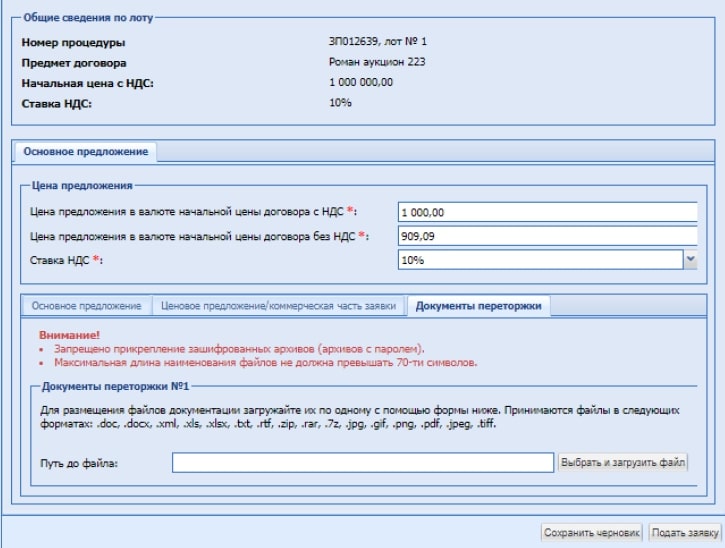 Общие сведения по лоту
Номер процедуры ЗП012639, лот № 1
Предмет договора Роман аукцион 223
Начальная цена с НДС: 1 000 000,00
Ставка НДС: 10%
Основное предложение
Цена предложения
Цена предложения в валюте начальной цены договора с НДС *: 1 000,00
Цена предложения в валюте начальной цены договора без НДС *: 909,09
Ставка НДС *: 10%
Основное предложение Ценовое предложение/коммерческая часть заявки Документы переторжки
Внимание!
• Запрещено прикрепление зашифрованных архивов (архивов с паролем).
• Максимальная длина наименования файлов не должна превышать 70-ти символов.
Документы переторжки №1
Для размещения файлов документации загружайте их по одному с помощью формы ниже. Принимаются файлы в следующих
форматах: .doc, .docx, .xml, .xls, .xlsx, .txt, .rtf, .zip, .rar, .7z, .jpg, .gif, .png, .pdf, .jpeg, .tiff.
Путь до файла: Выбрать и загрузить файл
Сохранить черновик Подать заявку